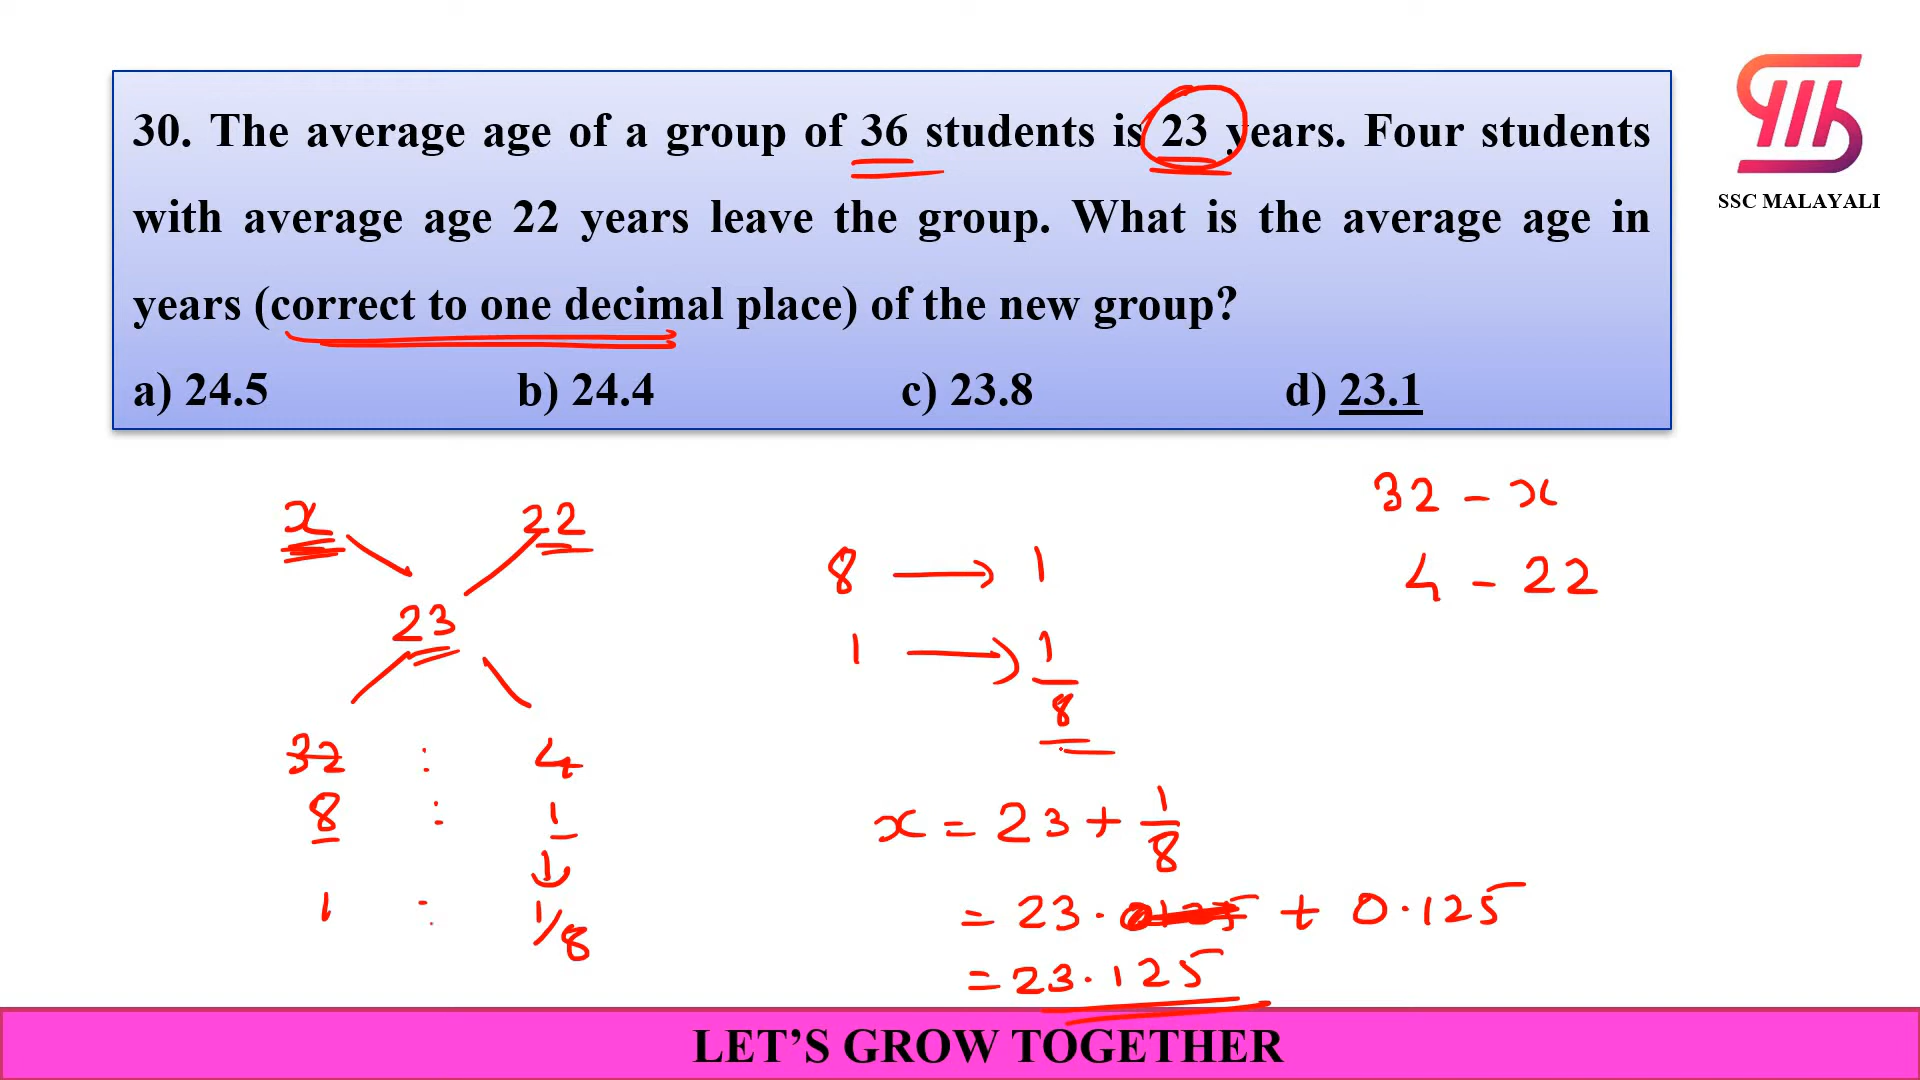 30. The average age of a group of 36 students is 23 years. Four students
with average age 22 years leave the group. What is the average age in
years (correct to one decimal place) of the new group?
a) 24.5 b) 24.4 c) 23.8 d) 23.1
SSC MALAYALI
x 22
23
32 : 4
8 : 1
1
1 : 1/8
8 → 1
1 → 1/8
x = 23 + 1/8
= 23. + 0.125
= 23.125
32 - x
4 - 22
LET'S GROW TOGETHER